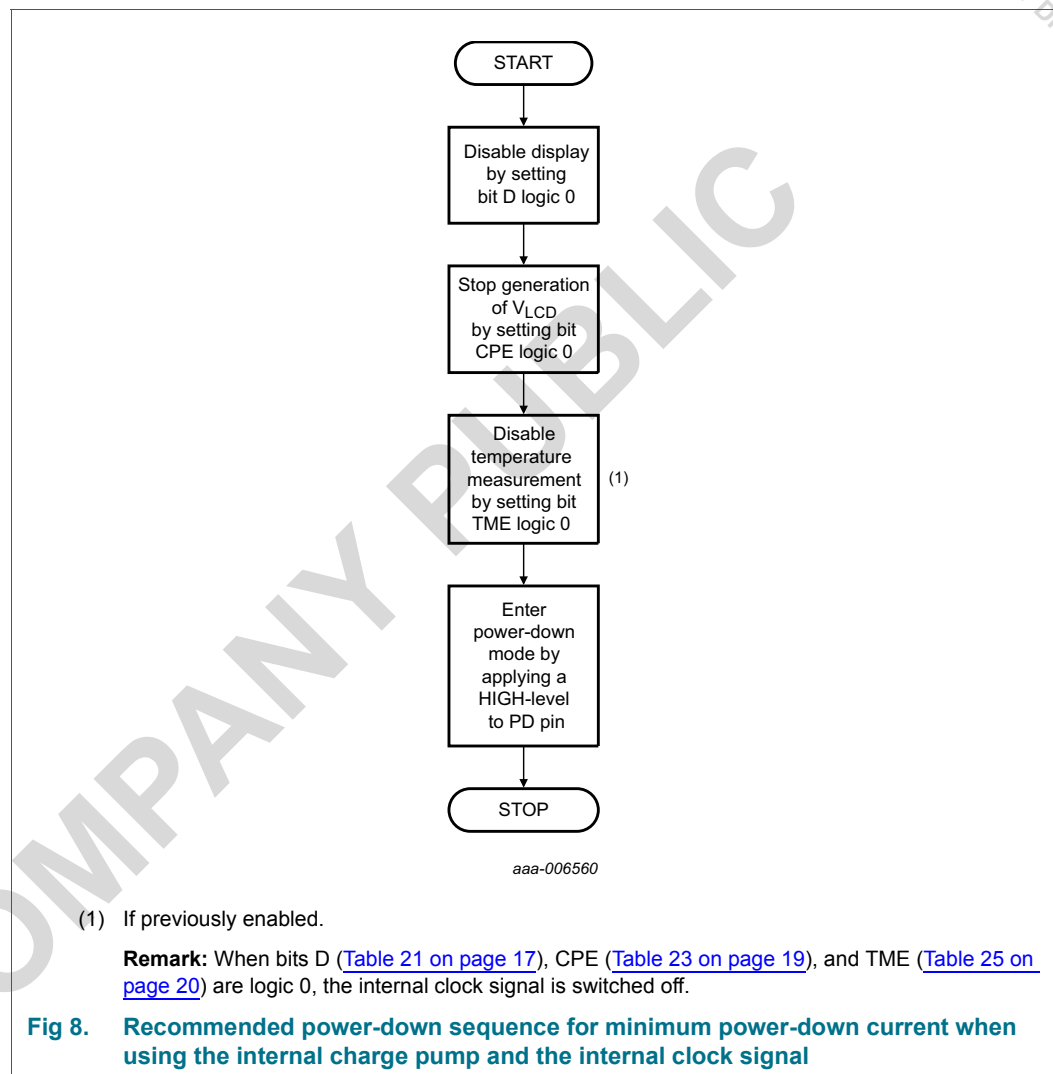 START
Disable display
by setting
bit D logic 0
Stop generation
of VLCD
by setting bit
CPE logic 0
Disable
temperature
measurement
by setting bit
TME logic 0
(1)
Enter
power-down
mode by
applying a
HIGH-level
to PD pin
STOP
aaa-006560
(1) If previously enabled.
Remark: When bits D (Table 21 on page 17), CPE (Table 23 on page 19), and TME (Table 25 on
page 20) are logic 0, the internal clock signal is switched off.
Fig 8. Recommended power-down sequence for minimum power-down current when
using the internal charge pump and the internal clock signal
OMPANY PUBLIC